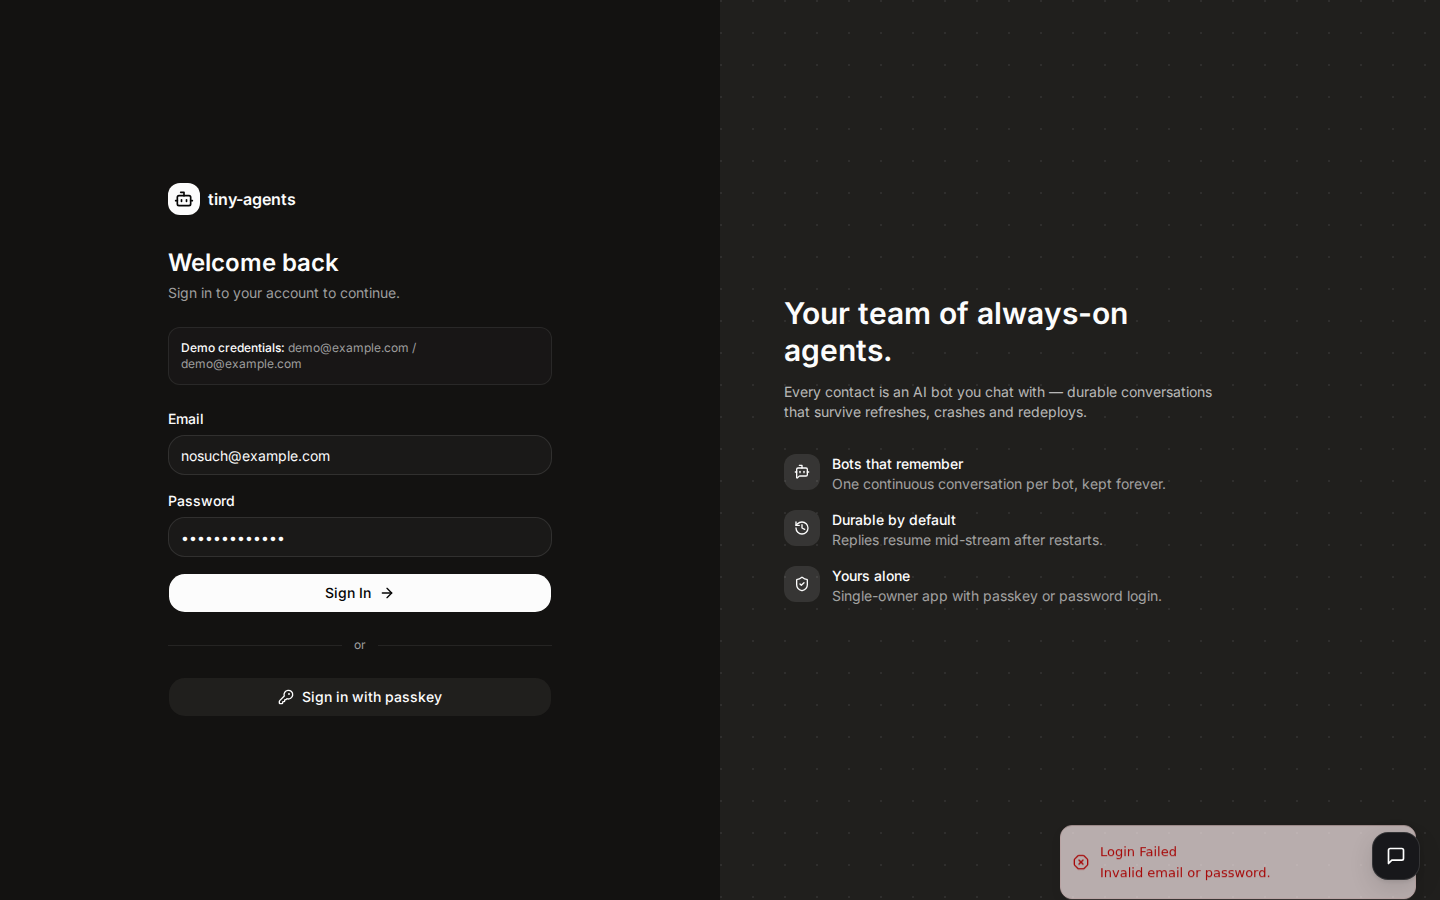 tiny-agents
Welcome back
Sign in to your account to continue.
Demo credentials: demo@example.com /
demo@example.com
Email
nosuch@example.com
Password
•••••••••••••
Sign In
or
Sign in with passkey
Your team of always-on
agents.
Every contact is an AI bot you chat with — durable conversations
that survive refreshes, crashes and redeploys.
Bots that remember
One continuous conversation per bot, kept forever.
Durable by default
Replies resume mid-stream after restarts.
Yours alone
Single-owner app with passkey or password login.
Login Failed
Invalid email or password.